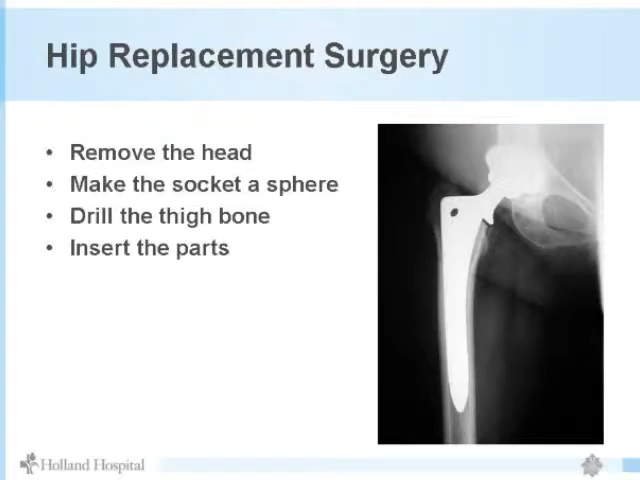 Hip Replacement Surgery
• Remove the head
• Make the socket a sphere
• Drill the thigh bone
• Insert the parts
Holland Hospital